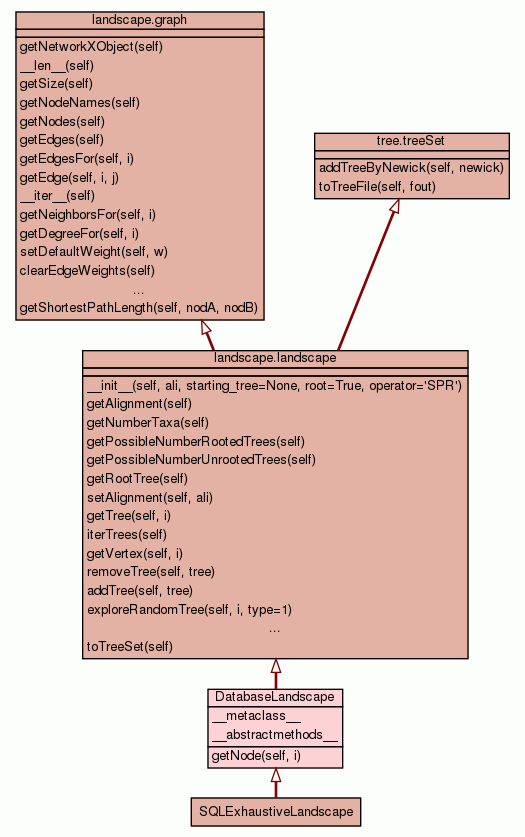 landscape.graph
getNetworkXObject(self)
__len__(self)
getSize(self)
getNodeNames(self)
getNodes(self)
getEdges(self)
getEdgesFor(self, i)
getEdge(self, i, j)
__iter__(self)
getNeighborsFor(self, i)
getDegreeFor(self, i)
setDefaultWeight(self, w)
clearEdgeWeights(self)
...
getShortestPathLength(self, nodA, nodB)
tree.treeSet
addTreeByNewick(self, newick)
toTreeFile(self, fout)
landscape.landscape
__init__(self, ali, starting_tree=None, root=True, operator='SPR')
getAlignment(self)
getNumberTaxa(self)
getPossibleNumberRootedTrees(self)
getPossibleNumberUnrootedTrees(self)
getRootTree(self)
setAlignment(self, ali)
getTree(self, i)
iterTrees(self)
getVertex(self, i)
removeTree(self, tree)
addTree(self, tree)
exploreRandomTree(self, i, type=1)
...
toTreeSet(self)
DatabaseLandscape
__metaclass__
__abstractmethods__
getNode(self, i)
SQLExhaustiveLandscape